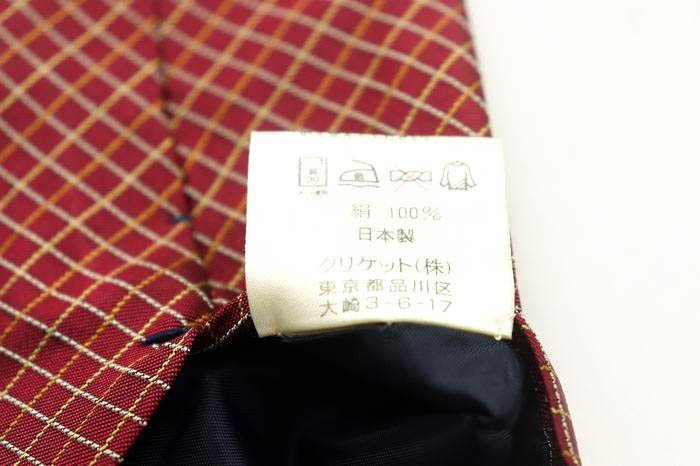 低
絹 100%
日本製
クリケット(株)
東京都品川区
大崎3-6-17